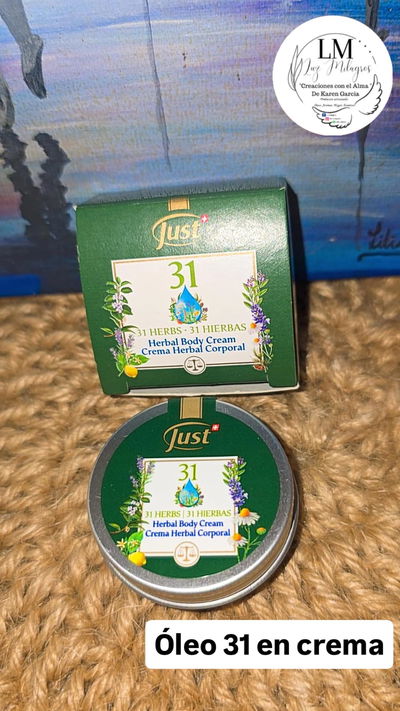 LM
Luz Milagros
"Creaciones con el Alma"
De Karen Garcia
Just
31
31 HERBS · 31 HIERBAS
Herbal Body Cream
Crema Herbal Corporal
Just
31
31 HERBS | 31 HIERBAS
Herbal Body Cream
Crema Herbal Corporal
Óleo 31 en crema